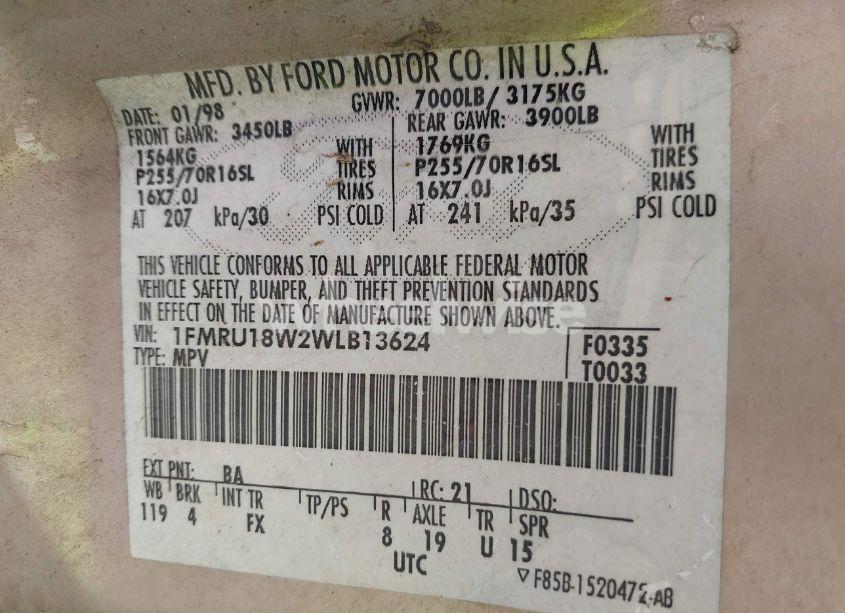 MFD. BY FORD MOTOR CO. IN U.S.A.
DATE: 01/98 GVWR: 7000LB/ 3175KG
FRONT GAWR: 3450LB REAR GAWR: 3900LB
1564KG WITH 1769KG WITH
P255/70R16SL TIRES P255/70R16SL TIRES
16X7.0J RIMS 16X7.0J RIMS
AT 207 kPa/30 PSI COLD AT 241 kPa/35 PSI COLD
THIS VEHICLE CONFORMS TO ALL APPLICABLE FEDERAL MOTOR
VEHICLE SAFETY, BUMPER, AND THEFT PREVENTION STANDARDS
IN EFFECT ON THE DATE OF MANUFACTURE SHOWN ABOVE.
VIN: 1FMRU18W2WLB13624 F0335
TYPE: MPV T0033
EXT PNT: BA RC: 21 DSO:
WB BRK INT TR TP/PS R AXLE TR SPR
119 4 FX 8 19 U 15
UTC F85B-1520472-AB